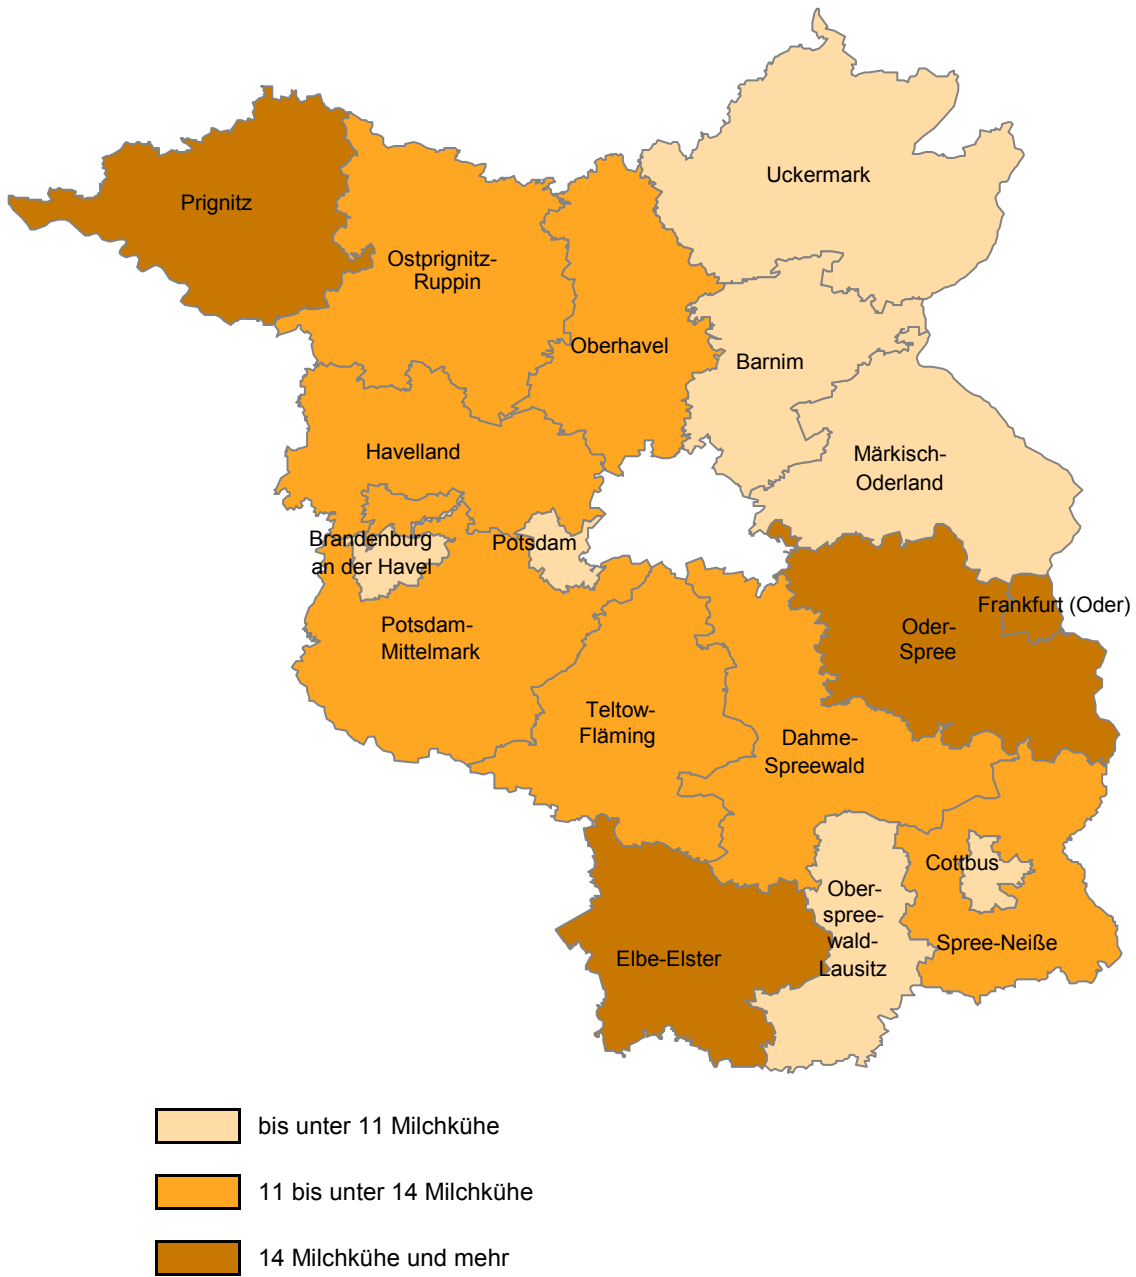 Uckermark
Prignitz
Ostprignitz-
Ruppin
Oberhavel
Barnim
Havelland
Märkisch-
Oderland
Brandenburg
an der Havel
Potsdam
Frankfurt (Oder)
Potsdam-
Mittelmark
Oder-
Spree
Teltow-
Fläming
Dahme-
Spreewald
Cottbus
Ober-
spree-
wald-
Lausitz
Spree-Neiße
Elbe-Elster
bis unter 11 Milchkühe
11 bis unter 14 Milchkühe
14 Milchkühe und mehr